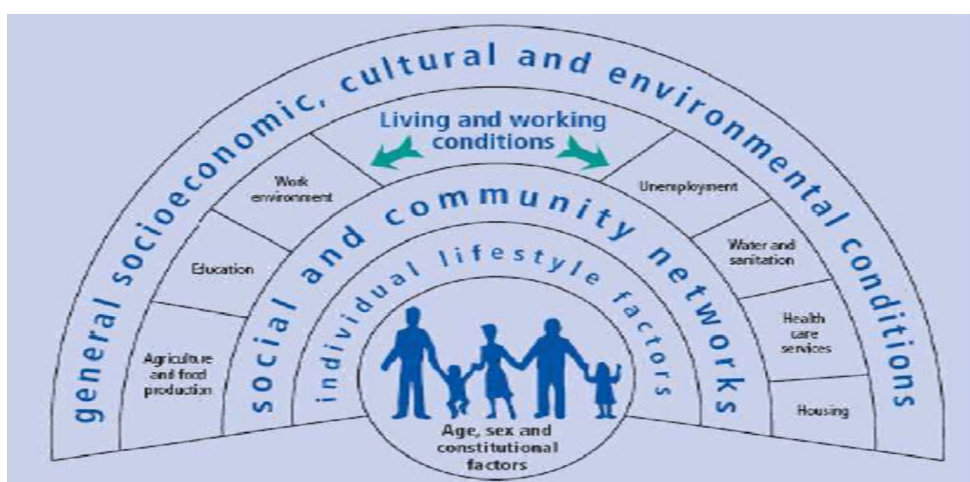 general socioeconomic, cultural and environmental conditions
Living and working
conditions
Work
environment
Unemployment
Education
Water and
sanitation
Agriculture
and food
production
Health
care
services
Housing
social and community networks
individual lifestyle factors
Age, sex and
constitutional
factors